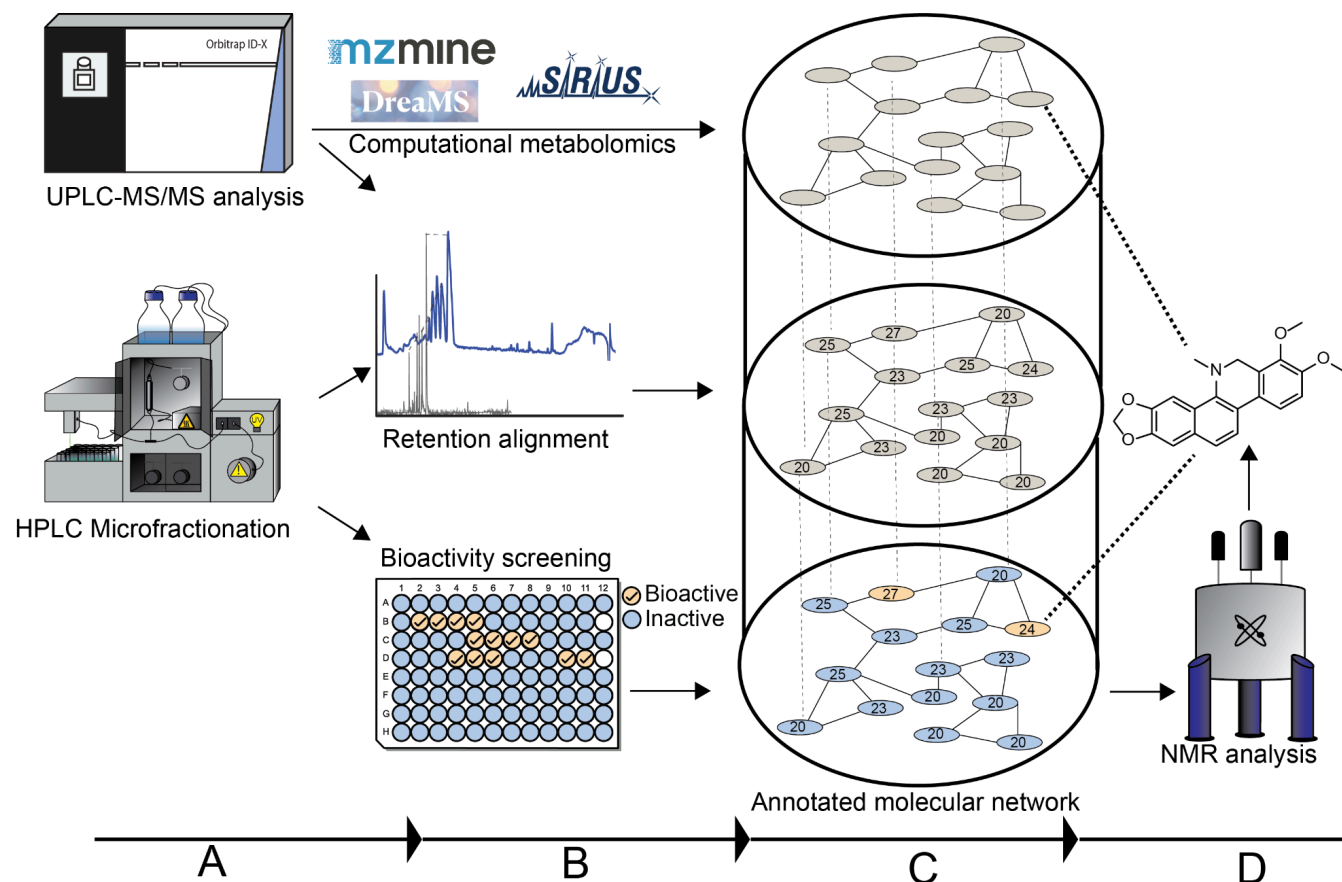 Orbitrap ID-X
UPLC-MS/MS analysis
mzmine
DreaMS
SIRIUS
Computational metabolomics
UV
HPLC Microfractionation
Retention alignment
Bioactivity screening
1 2 3 4 5 6 7 8 9 10 11 12
A
B
C
D
E
F
G
H
Bioactive
Inactive
20
27
25
25
24
23
23
25
23
20
23
20
20
20
20
20
27
25
25
24
23
23
25
23
20
20
23
20
20
20
Annotated molecular network
N
O
O
O
O
NMR analysis
A
B
C
D